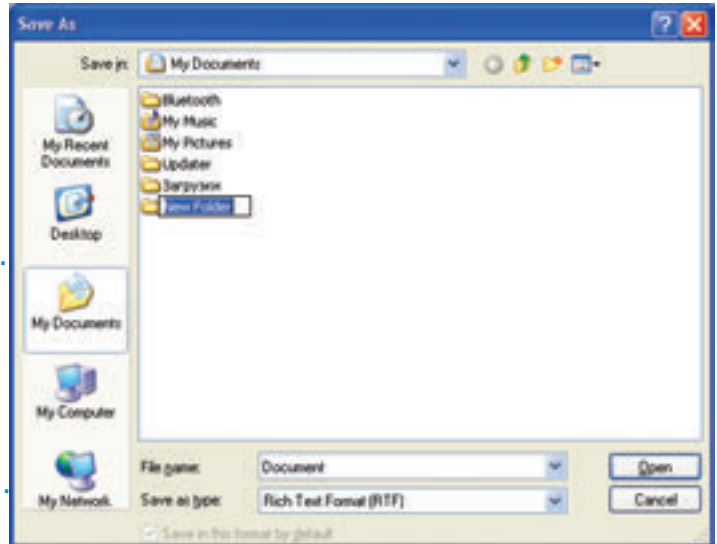 Save As
Save in: My Documents
Bluetooth
My Music
My Pictures
Updater
Загрузки
New Folder
My Recent
Documents
Desktop
My Documents
My Computer
My Network
File name: Document Open
Save as type: Rich Text Format (RTF) Cancel
Save in this format by default